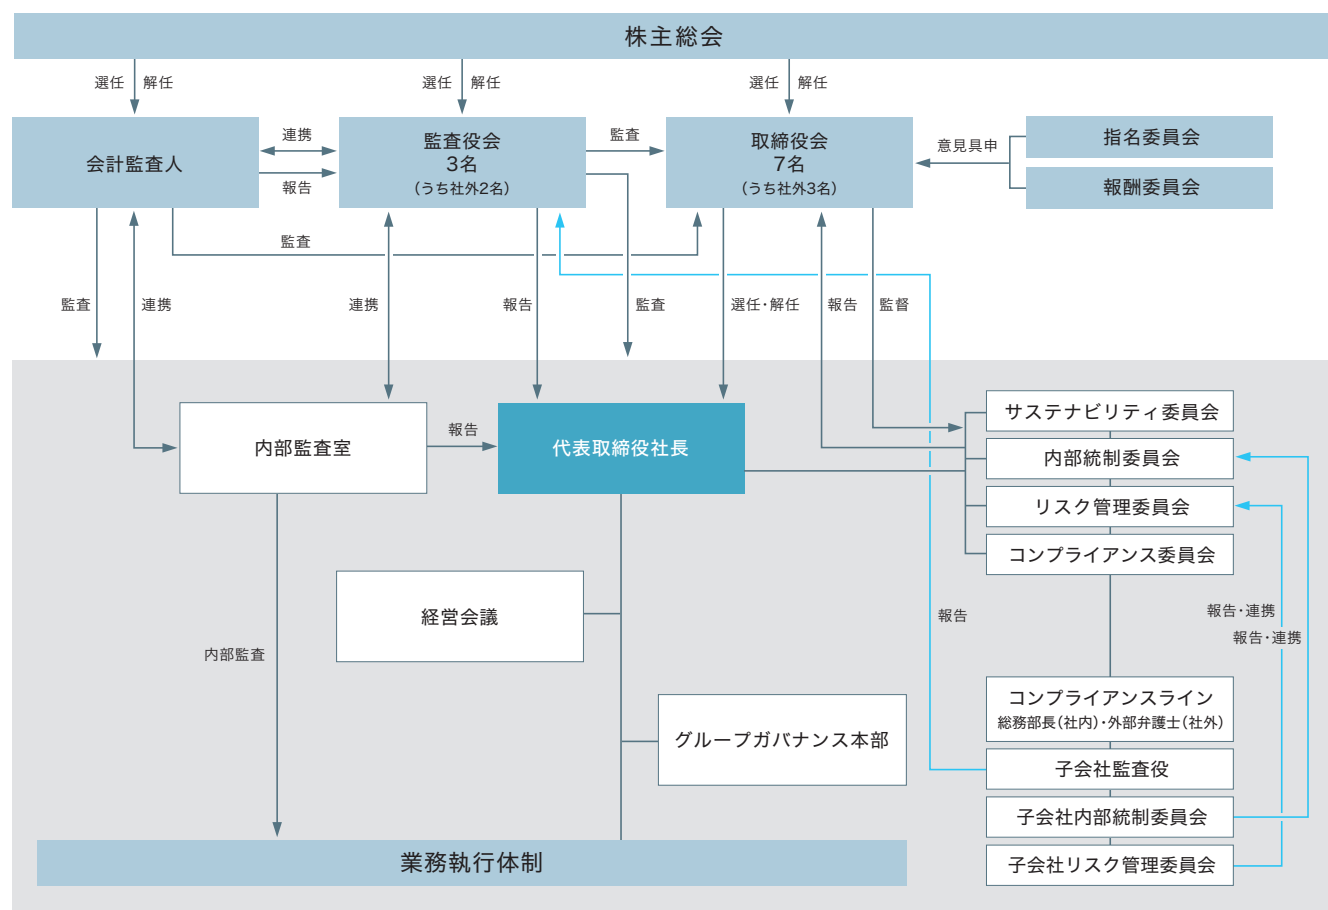 株主総会
選任
解任
選任
解任
選任
解任
会計監査人
連携
報告
監査役会
3名
（うち社外2名）
監査
取締役会
7名
（うち社外3名）
意見具申
指名委員会
報酬委員会
監査
監査
連携
連携
報告
監査
選任・解任
報告
監督
内部監査室
報告
代表取締役社長
サステナビリティ委員会
内部統制委員会
リスク管理委員会
コンプライアンス委員会
経営会議
報告
報告・連携
報告・連携
内部監査
グループガバナンス本部
コンプライアンスライン
総務部長（社内）・外部弁護士（社外）
子会社監査役
子会社内部統制委員会
子会社リスク管理委員会
業務執行体制